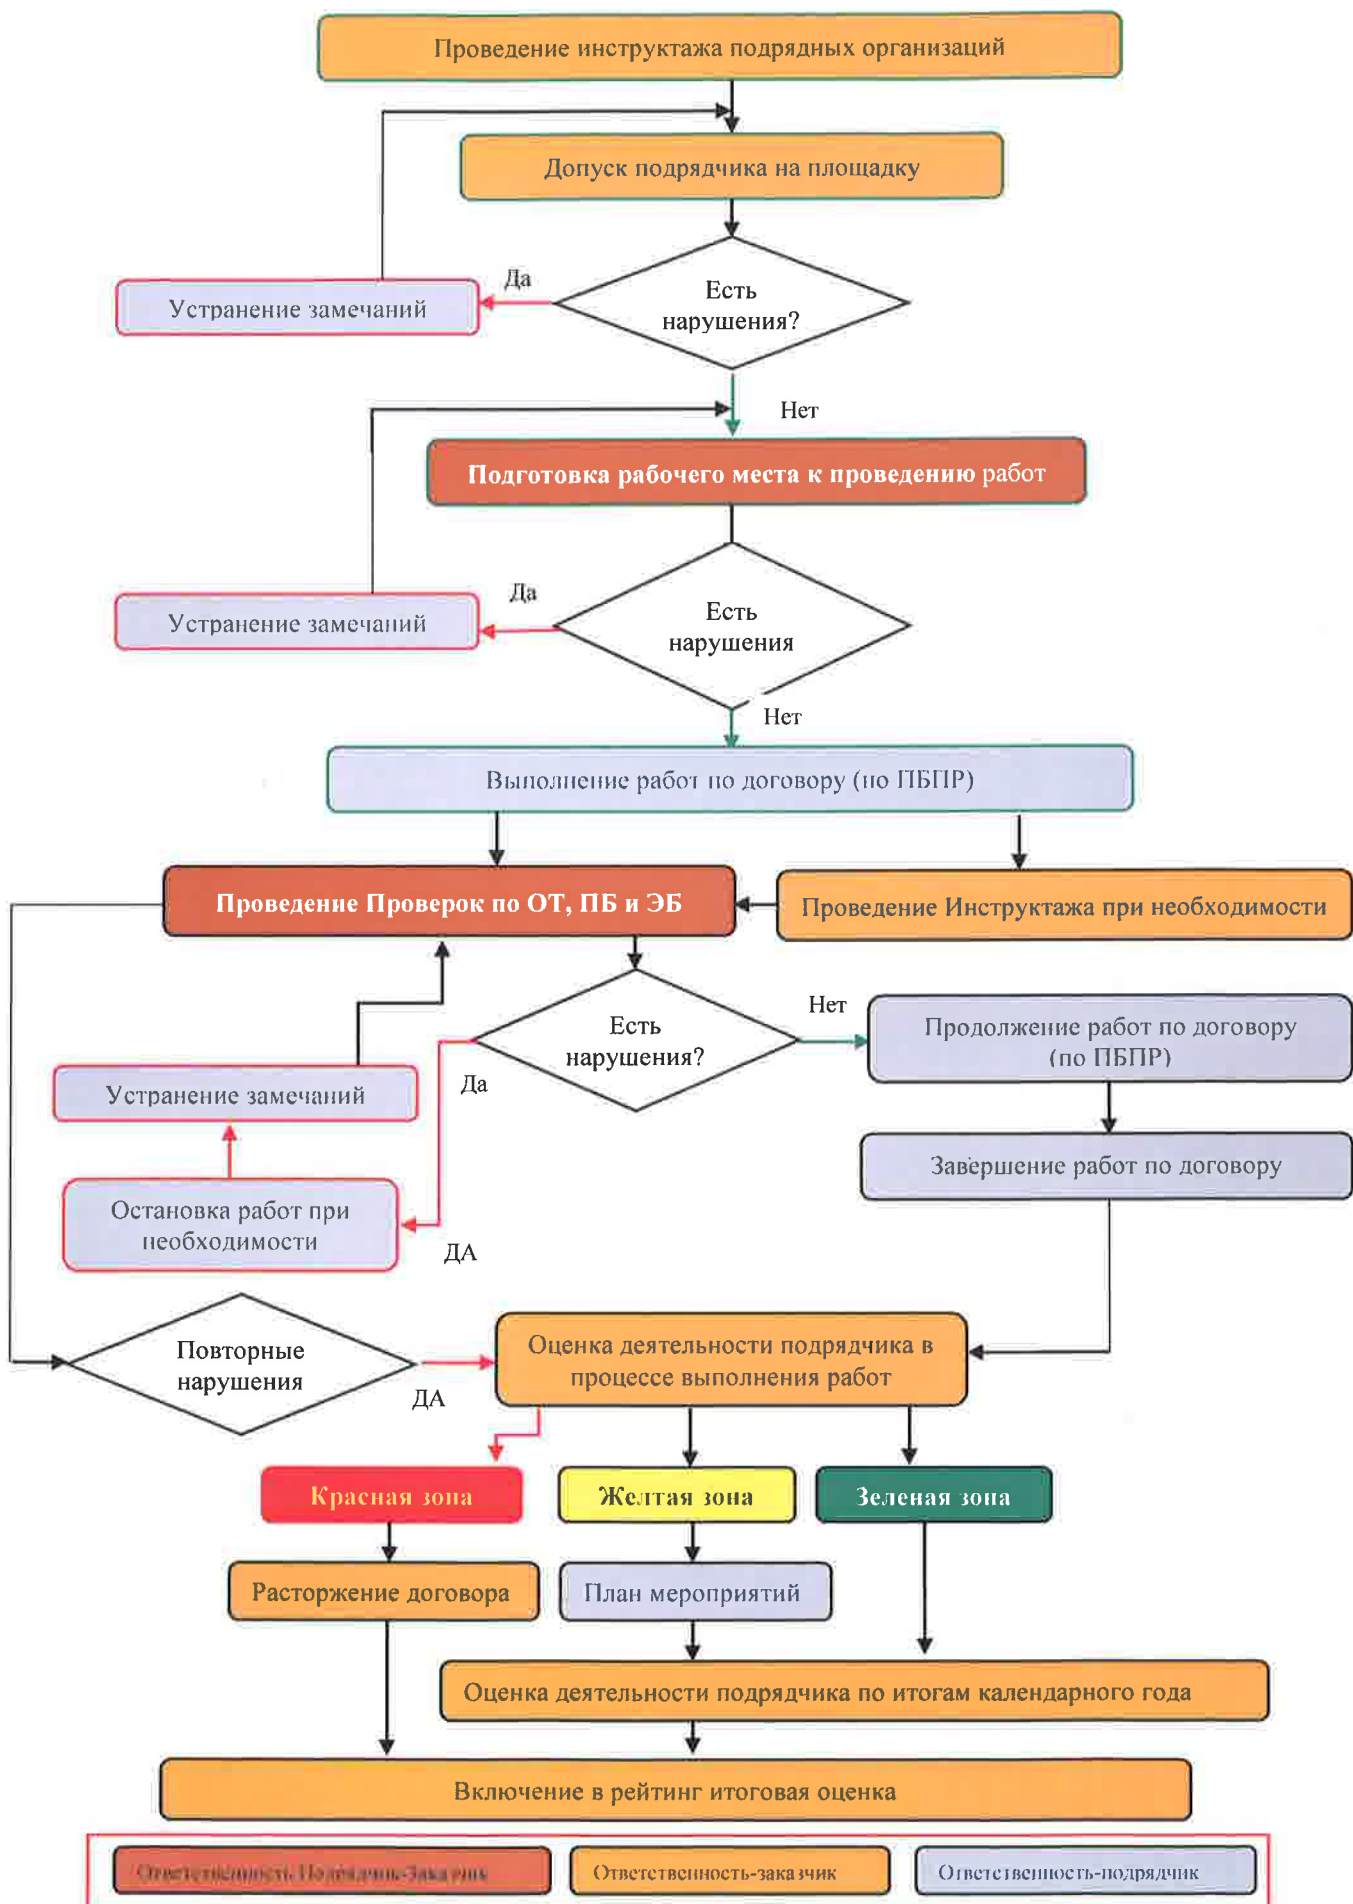 Проведение инструктажа подрядных организаций
Допуск подрядчика на площадку
Да
Есть
нарушения?
Устранение замечаний
Нет
Подготовка рабочего места к проведению работ
Да
Есть
нарушения
Устранение замечаний
Нет
Выполнение работ по договору (по ПБПР)
Проведение Проверок по ОТ, ПБ и ЭБ
Проведение Инструктажа при необходимости
Нет
Есть
нарушения?
Продолжение работ по договору
(по ПБПР)
Да
Устранение замечаний
Завершение работ по договору
Остановка работ при
необходимости
ДА
Повторные
нарушения
ДА
Оценка деятельности подрядчика в
процессе выполнения работ
Красная зона
Желтая зона
Зеленая зона
Расторжение договора
План мероприятий
Оценка деятельности подрядчика по итогам календарного года
Включение в рейтинг итоговая оценка
Ответственность Подрядчик-Заказчик
Ответственность-заказчик
Ответственность-подрядчик